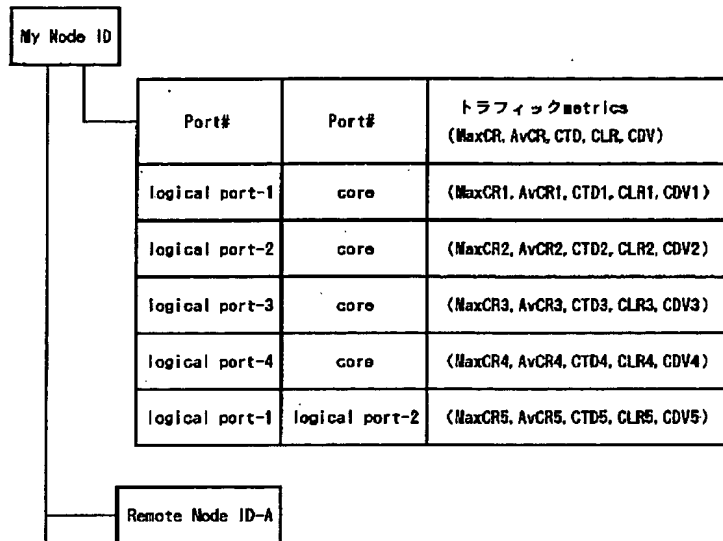 My Node ID
Port# Port# トラフィックmetrics
(MaxCR, AvCR, CTD, CLR, CDV)
logical port-1 core (MaxCR1, AvCR1, CTD1, CLR1, CDV1)
logical port-2 core (MaxCR2, AvCR2, CTD2, CLR2, CDV2)
logical port-3 core (MaxCR3, AvCR3, CTD3, CLR3, CDV3)
logical port-4 core (MaxCR4, AvCR4, CTD4, CLR4, CDV4)
logical port-1 logical port-2 (MaxCR5, AvCR5, CTD5, CLR5, CDV5)
Remote Node ID-A